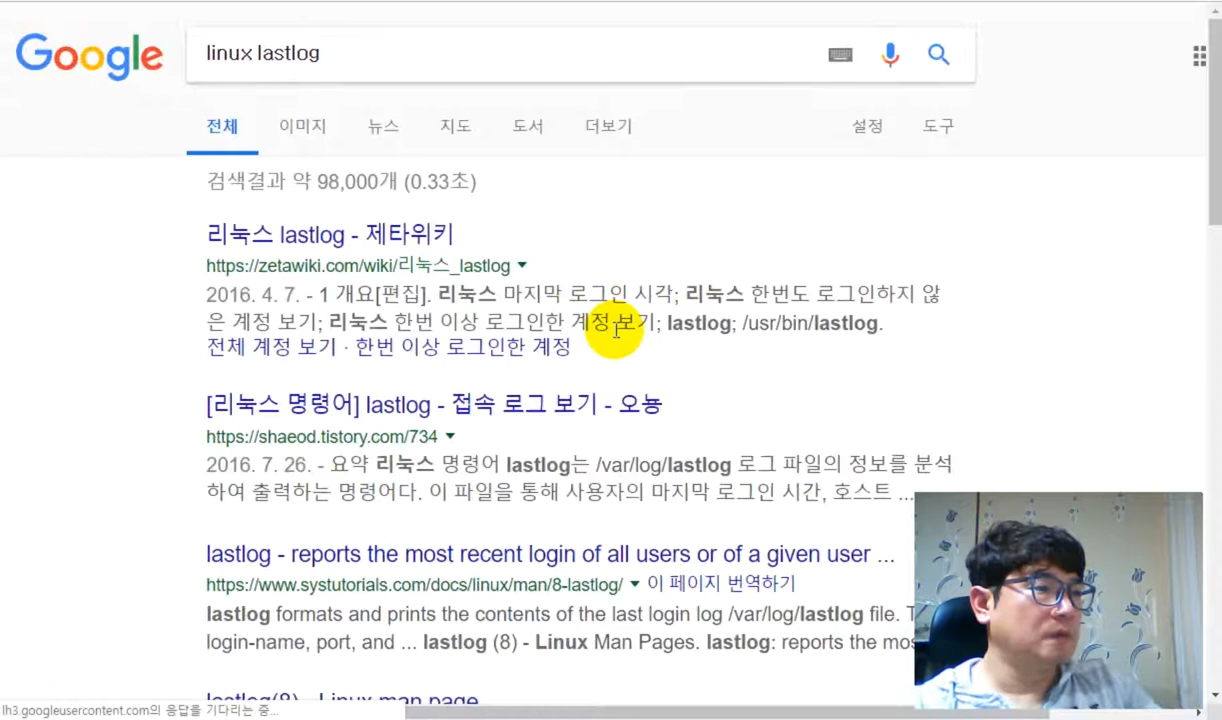 Google
linux lastlog
전체 이미지 뉴스 지도 도서 더보기 설정 도구
검색결과 약 98,000개 (0.33초)
리눅스 lastlog - 제타위키
https://zetawiki.com/wiki/리눅스_lastlog
2016. 4. 7. - 1 개요[편집]. 리눅스 마지막 로그인 시각; 리눅스 한번도 로그인하지 않
은 계정 보기; 리눅스 한번 이상 로그인한 계정 보기; lastlog; /usr/bin/lastlog.
전체 계정 보기 · 한번 이상 로그인한 계정
[리눅스 명령어] lastlog - 접속 로그 보기 - 오뇽
https://shaeod.tistory.com/734
2016. 7. 26. - 요약 리눅스 명령어 lastlog는 /var/log/lastlog 로그 파일의 정보를 분석
하여 출력하는 명령어다. 이 파일을 통해 사용자의 마지막 로그인 시간, 호스트 ...
lastlog - reports the most recent login of all users or of a given user ...
https://www.systutorials.com/docs/linux/man/8-lastlog/ 이 페이지 번역하기
lastlog formats and prints the contents of the last login log /var/log/lastlog file. T
login-name, port, and ... lastlog (8) - Linux Man Pages. lastlog: reports the mos
lastlog(8) - Linux man page
lh3.googleusercontent.com의 응답을 기다리는 중...